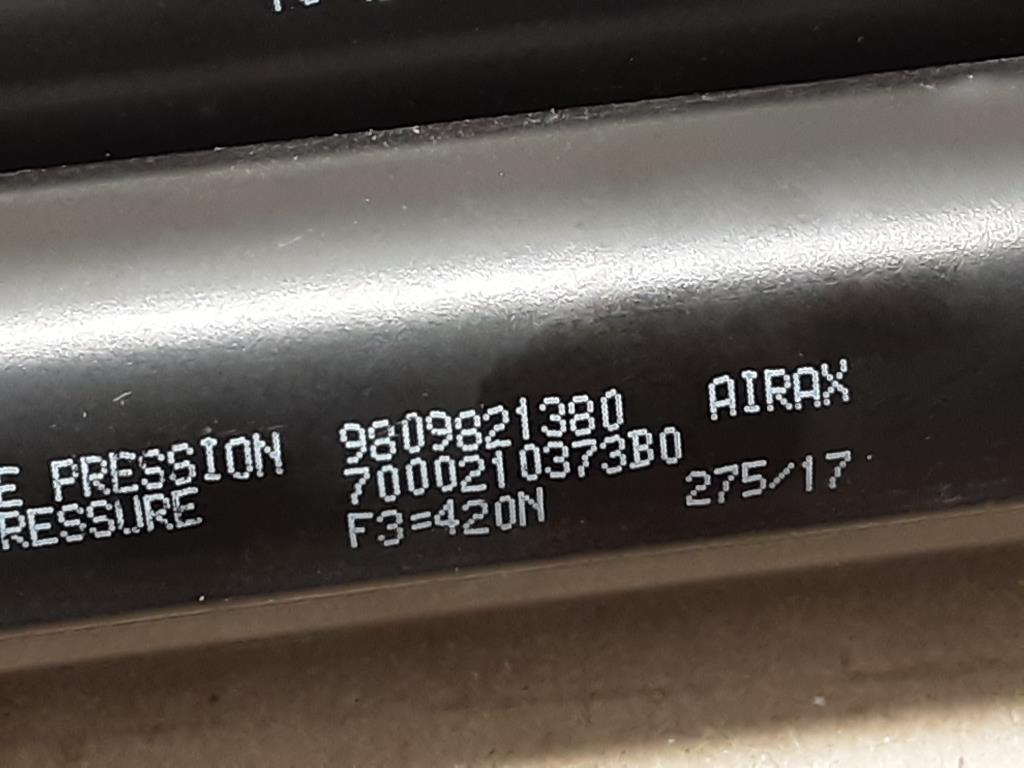 E PRESSION 9809821380 AIRAX
RESSURE 7000210373B0
F3=420N 275/17